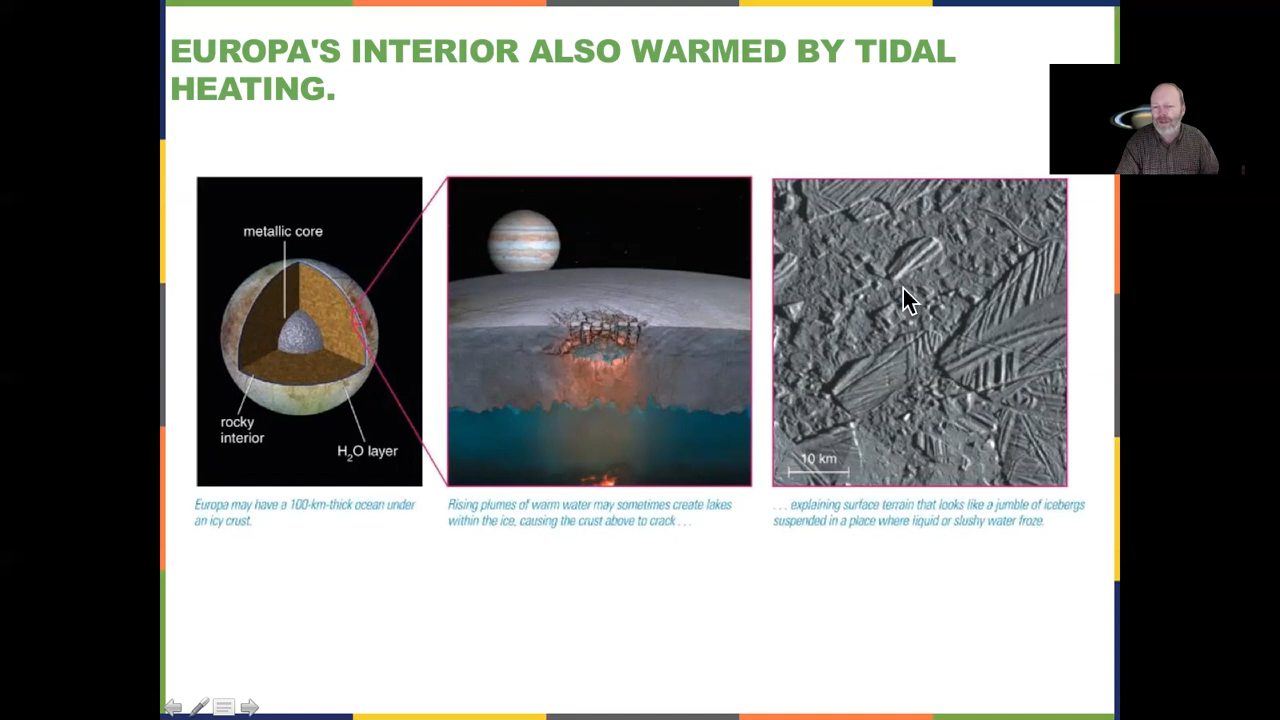 EUROPA'S INTERIOR ALSO WARMED BY TIDAL
HEATING.
metallic core
rocky
interior
H₂O layer
10 km
Europa may have a 100-km-thick ocean under
an icy crust.
Rising plumes of warm water may sometimes create lakes
within the ice, causing the crust above to crack . . .
. . . explaining surface terrain that looks like a jumble of icebergs
suspended in a place where liquid or slushy water froze.